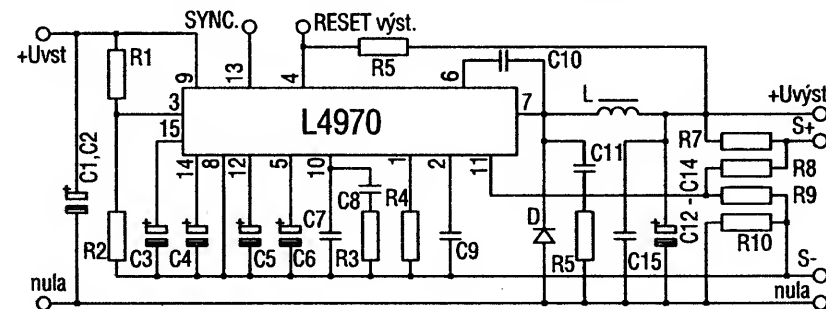 SYNC.
RESET výst.
+Uvst
R1
9
13
4
R5
6
C10
3
L4970
7
L
+Uvýst
S+
15
C1,C2
14
8
12
5
10
1
2
11
C11
R7
R8
R9
R10
C12 - C14
R2
C3
C4
C5
C6
C7
C8
R3
R4
C9
D
R5
C15
S-
nula
nula